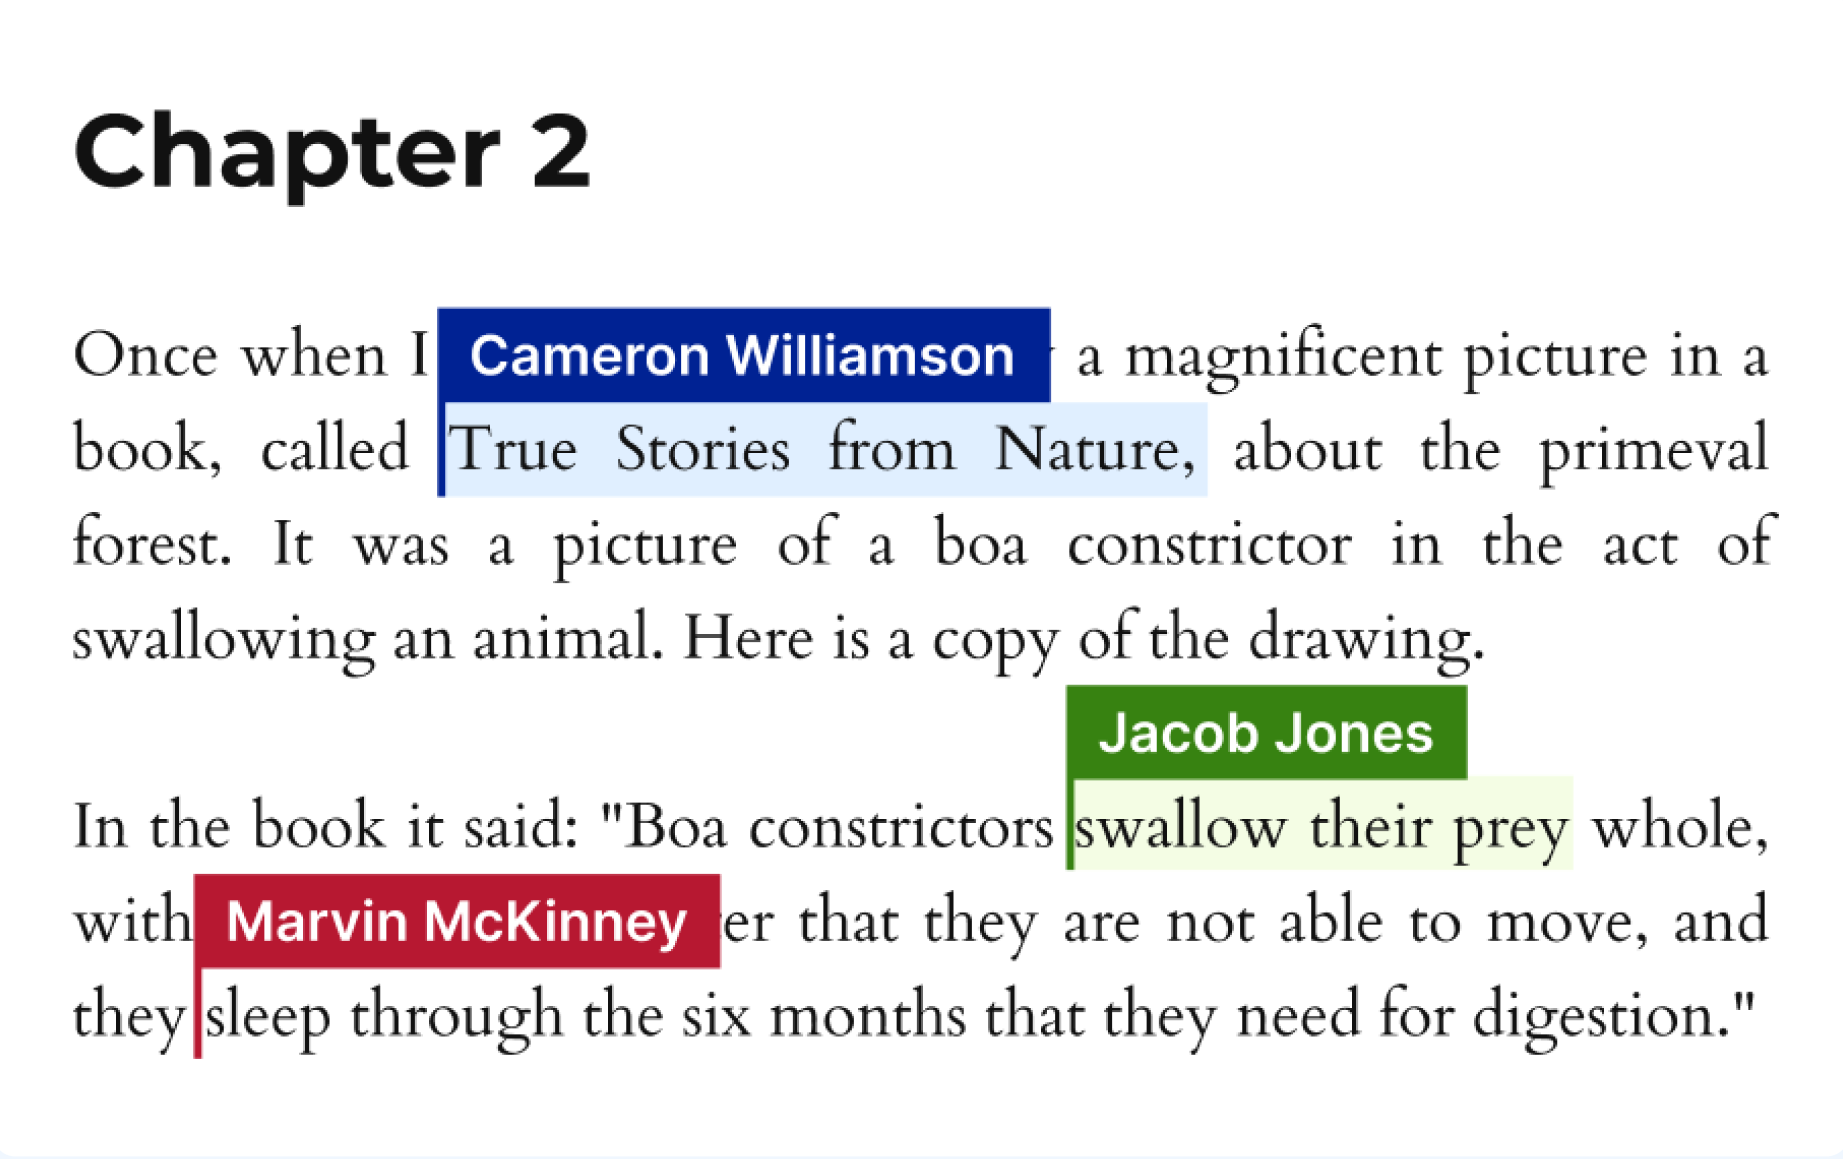 Chapter 2
Once when I Cameron Williamson a magnificent picture in a
book, called True Stories from Nature, about the primeval
forest. It was a picture of a boa constrictor in the act of
swallowing an animal. Here is a copy of the drawing.
Jacob Jones
In the book it said: "Boa constrictors swallow their prey whole,
with Marvin McKinney er that they are not able to move, and
they sleep through the six months that they need for digestion."